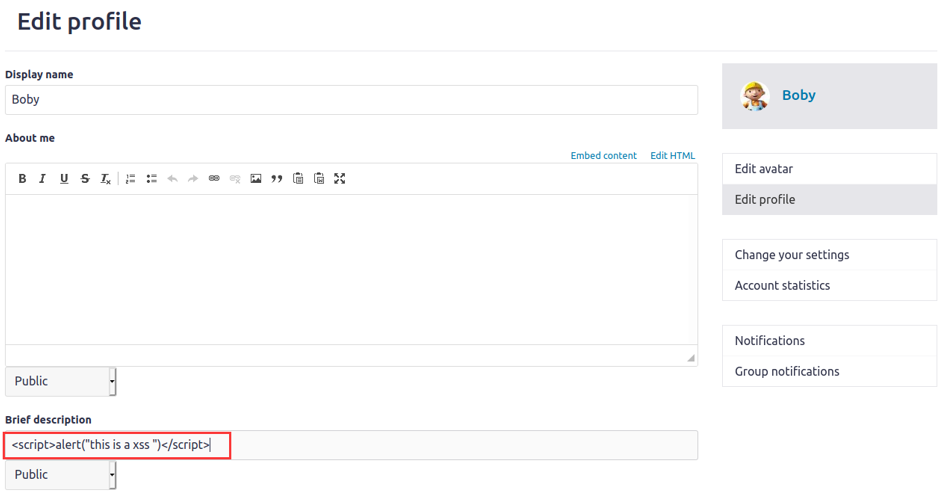 Edit profile
Display name
Boby
Boby
About me
Embed content Edit HTML
B I U S Tx
Edit avatar
Edit profile
Change your settings
Account statistics
Notifications
Group notifications
Public
Brief description
<script>alert("this is a xss ")</script>
Public